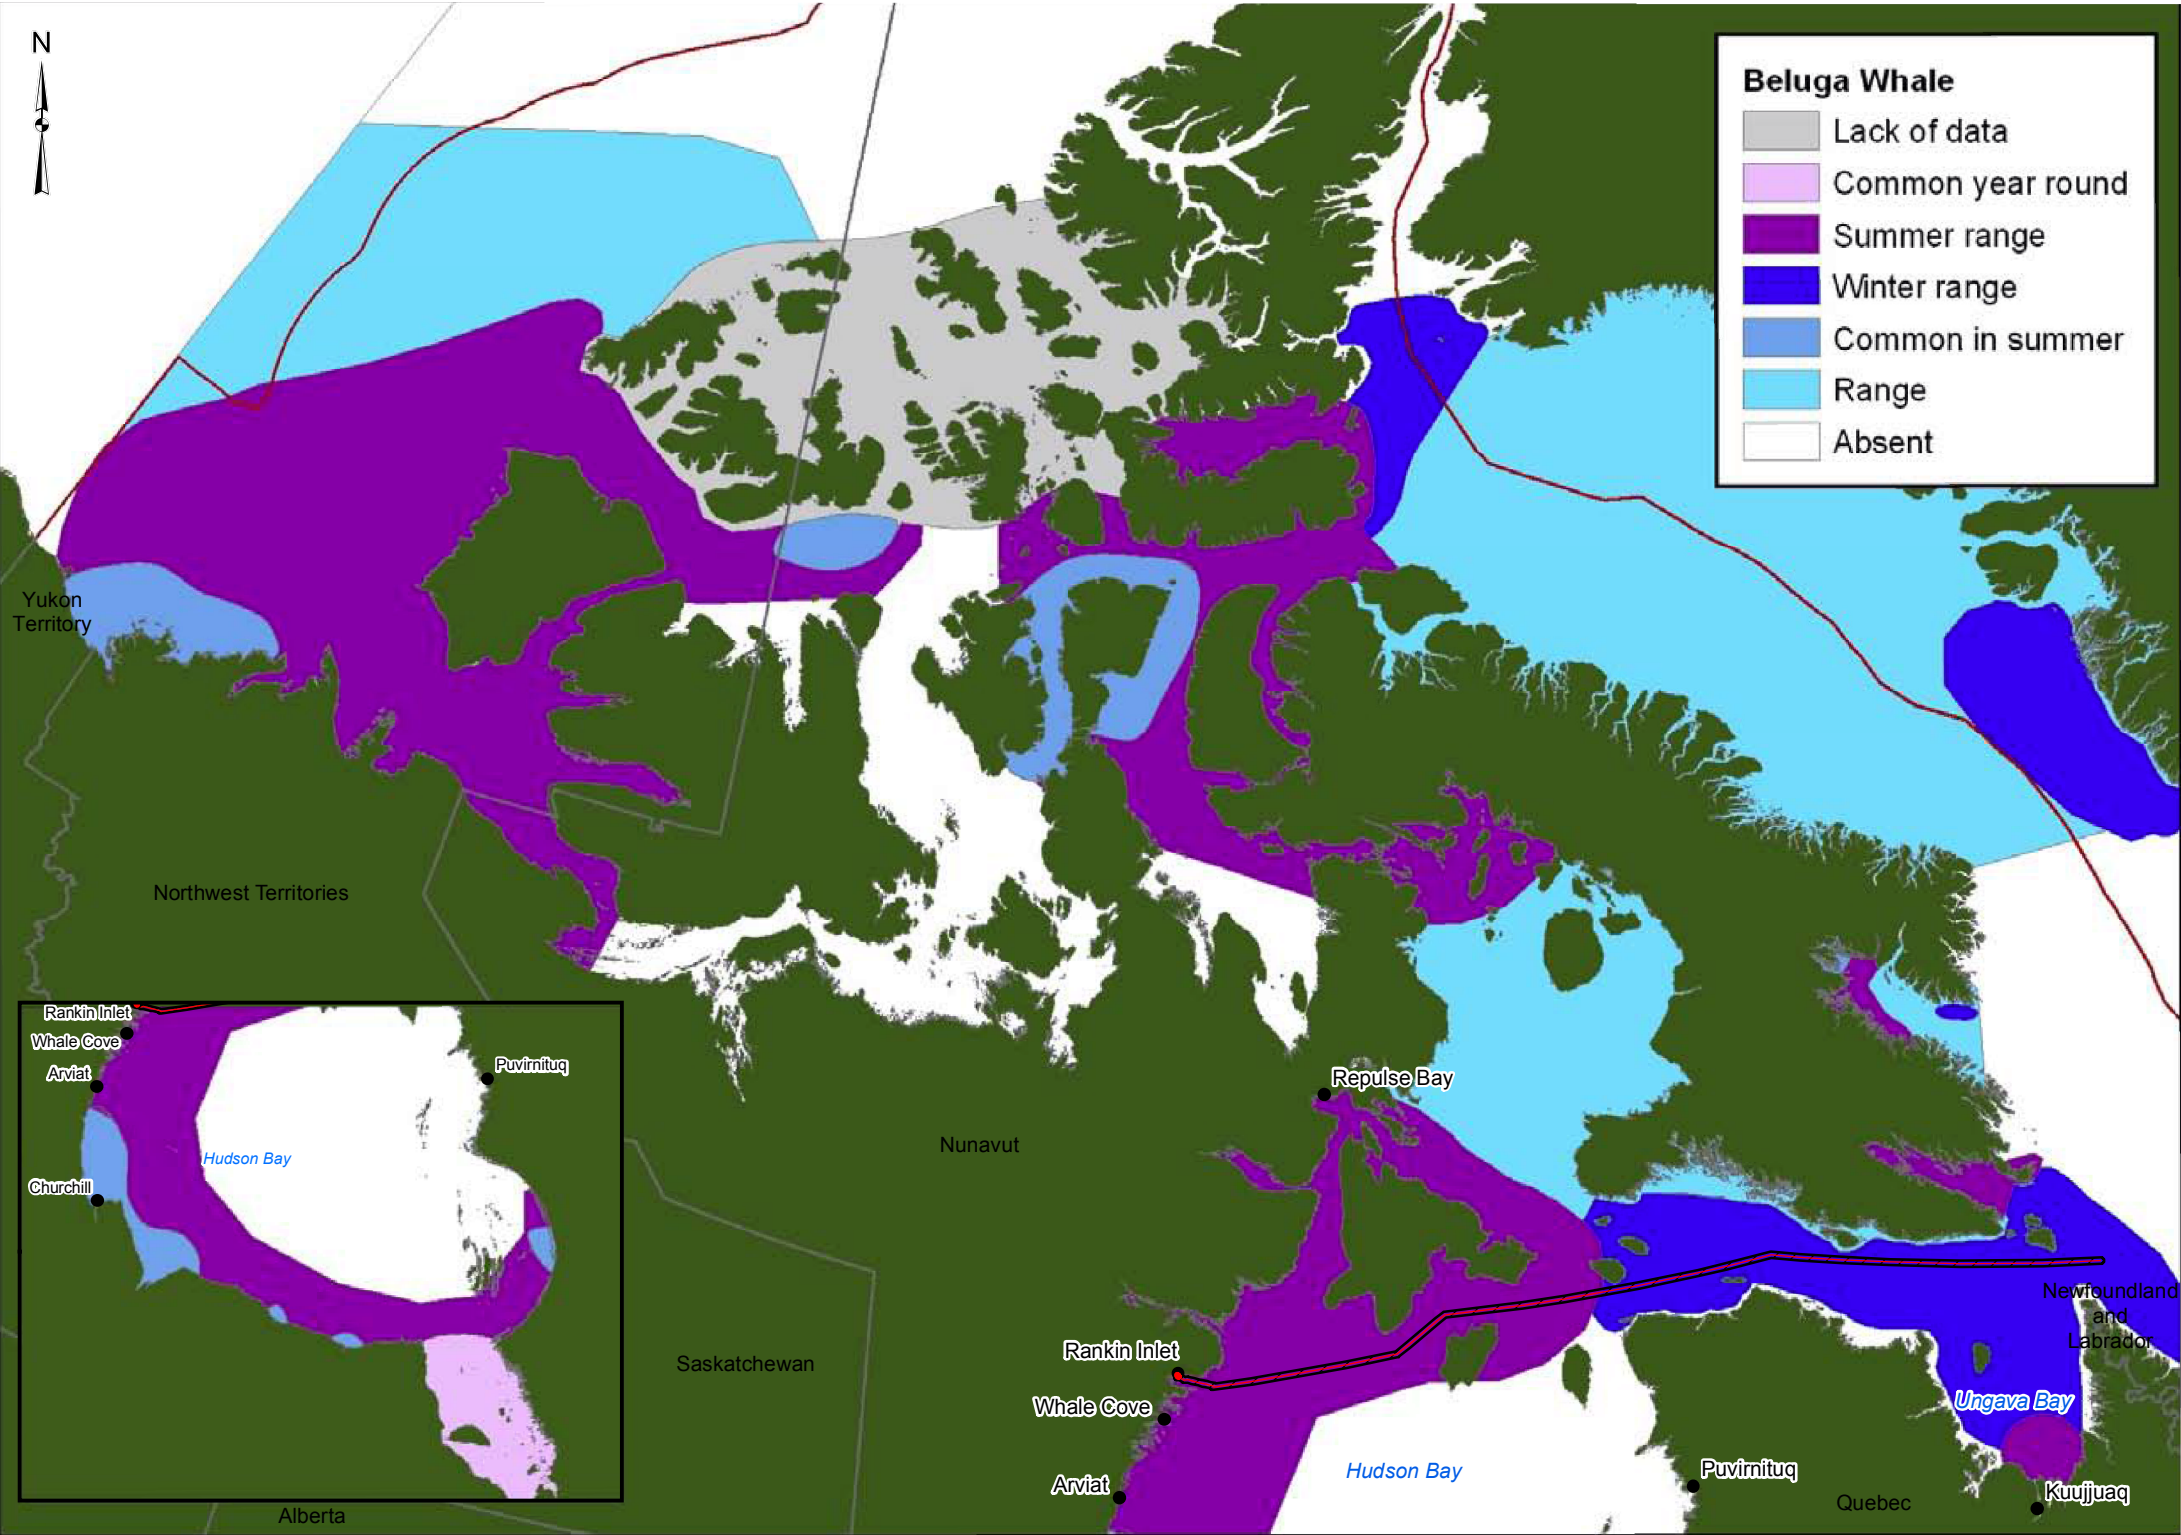 N
Beluga Whale
Lack of data
Common year round
Summer range
Winter range
Common in summer
Range
Absent
Yukon
Territory
Northwest Territories
Rankin Inlet
Whale Cove
Arviat
Puvirnituq
Hudson Bay
Churchill
Alberta
Repulse Bay
Nunavut
Saskatchewan
Rankin Inlet
Whale Cove
Arviat
Hudson Bay
Puvirnituq
Newfoundland
and
Labrador
Ungava Bay
Kuujjuaq
Quebec